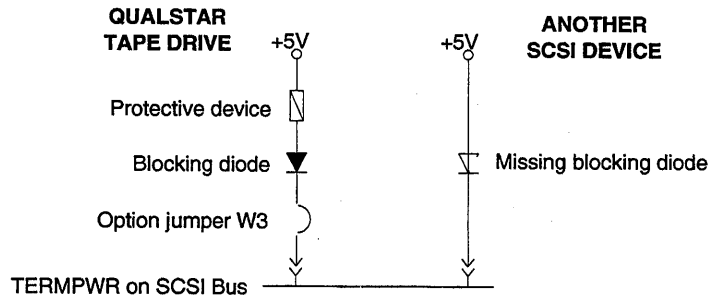 QUALSTAR
TAPE DRIVE
ANOTHER
SCSI DEVICE
+5V
+5V
Protective device
Blocking diode
Missing blocking diode
Option jumper W3
TERMPWR on SCSI Bus